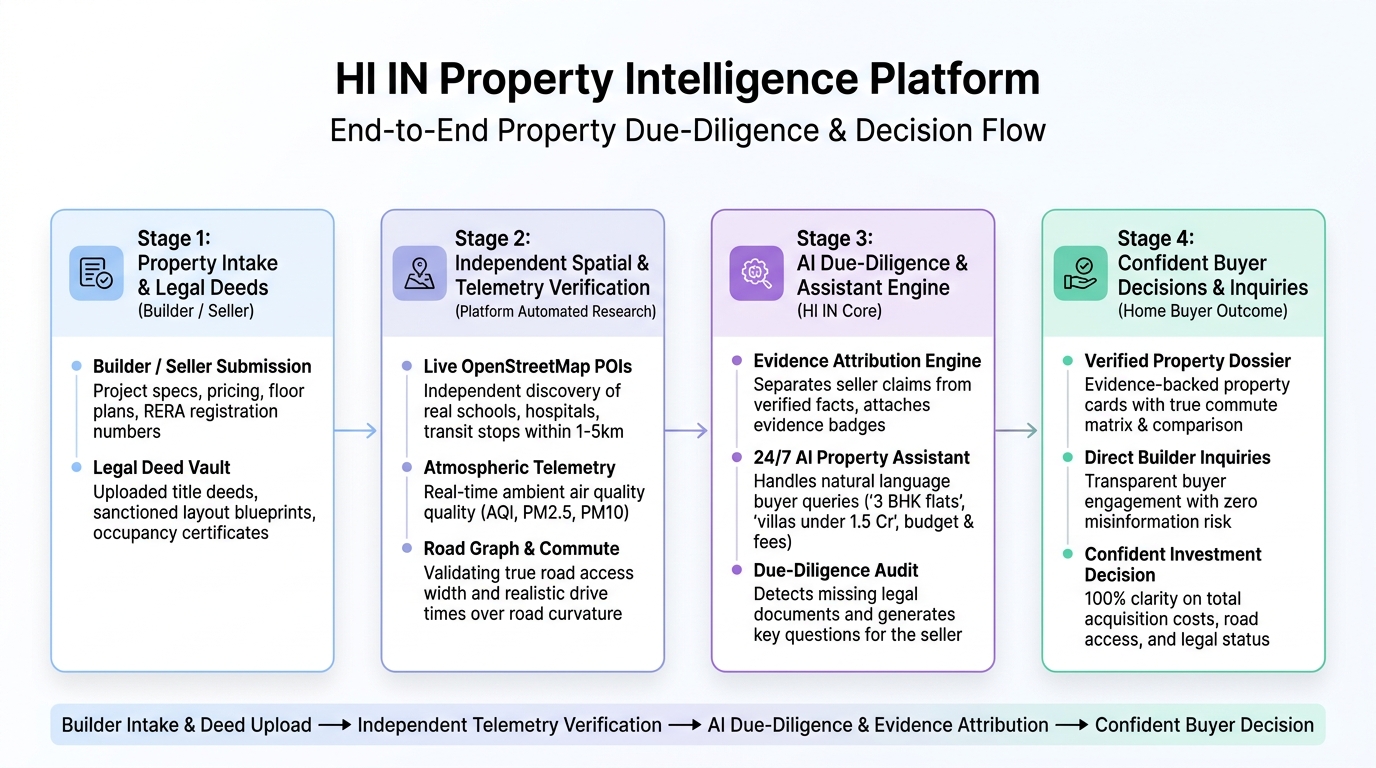 HI IN Property Intelligence Platform
End-to-End Property Due-Diligence & Decision Flow
Stage 1:
Property Intake
& Legal Deeds
(Builder / Seller)
Builder / Seller Submission
Project specs, pricing, floor
plans, RERA registration
numbers
Legal Deed Vault
Uploaded title deeds,
sanctioned layout blueprints,
occupancy certificates
Stage 2:
Independent Spatial &
Telemetry Verification
(Platform Automated Research)
Live OpenStreetMap POIs
Independent discovery of
real schools, hospitals,
transit stops within 1-5km
Atmospheric Telemetry
Real-time ambient air quality
quality (AQI, PM2.5, PM10)
Road Graph & Commute
Validating true road access
width and realistic drive
times over road curvature
Stage 3:
AI Due-Diligence &
Assistant Engine
(HI IN Core)
Evidence Attribution Engine
Separates seller claims from
verified facts, attaches
evidence badges
24/7 AI Property Assistant
Handles natural language
buyer queries (‘3 BHK flats’,
‘villas under 1.5 Cr’, budget &
fees)
Due-Diligence Audit
Detects missing legal
documents and generates
key questions for the seller
Stage 4:
Confident Buyer
Decisions & Inquiries
(Home Buyer Outcome)
Verified Property Dossier
Evidence-backed property
cards with true commute
matrix & comparison
Direct Builder Inquiries
Transparent buyer
engagement with zero
misinformation risk
Confident Investment
Decision
100% clarity on total
acquisition costs, road
access, and legal status
Builder Intake & Deed Upload → Independent Telemetry Verification → AI Due-Diligence & Evidence Attribution → Confident Buyer Decision